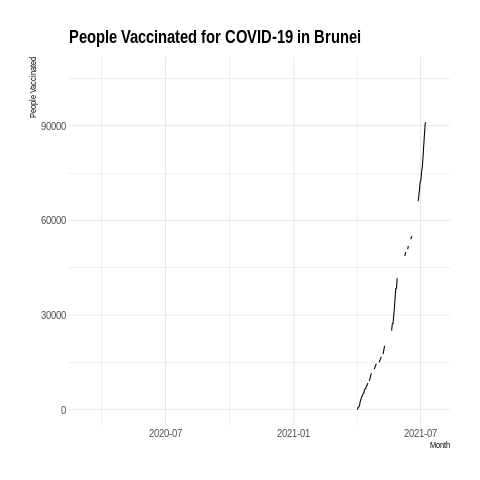 People Vaccinated for COVID-19 in Brunei
People Vaccinated
90000
60000
30000
0
2020-07
2021-01
2021-07
Month